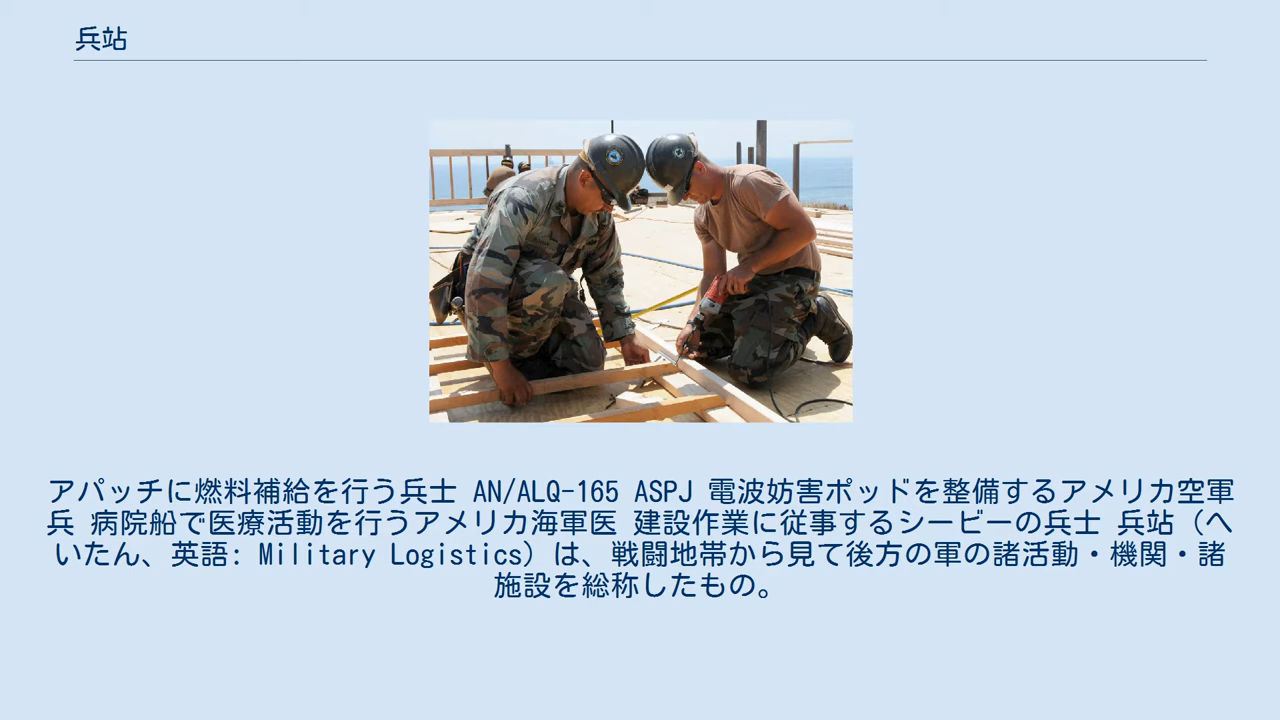 兵站
アパッチに燃料補給を行う兵士 AN/ALQ-165 ASPJ 電波妨害ポッドを整備するアメリカ空軍
兵 病院船で医療活動を行うアメリカ海軍医 建設作業に従事するシービーの兵士 兵站（へ
いたん、英語: Military Logistics）は、戦闘地帯から見て後方の軍の諸活動・機関・諸
施設を総称したもの。